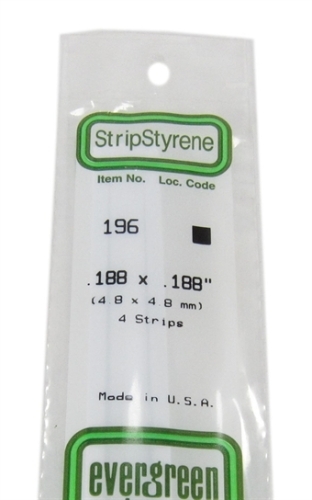 StripStyrene
Item No. Loc. Code
196
.188 x .188"
(4.8 x 4.8 mm)
4 Strips
Made in U.S.A.
evergreen